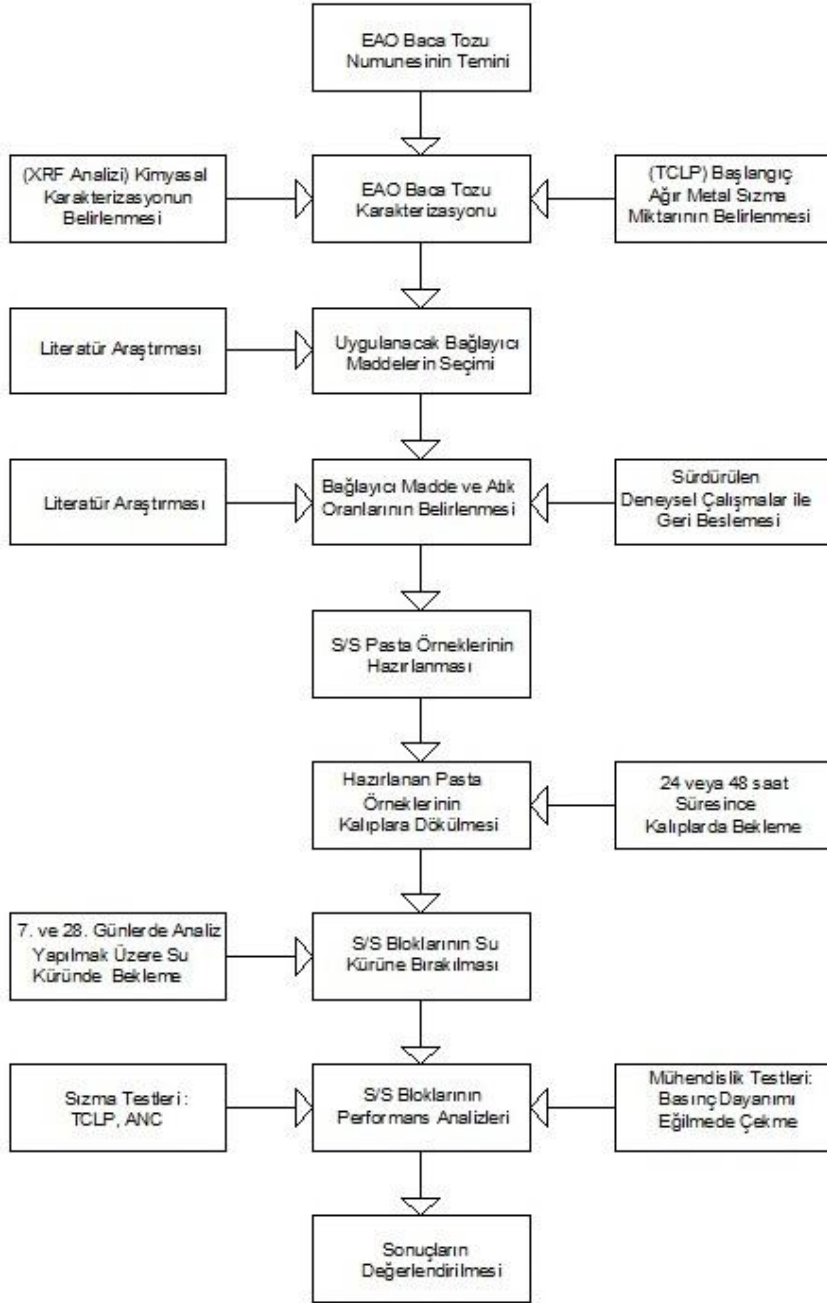 EAO Baca Tozu
Numunesinin Temini
(XRF Analizi) Kimyasal
Karakterizasyonun
Belirlenmesi
EAO Baca Tozu
Karakterizasyonu
(TCLP) Başlangıç
Ağır Metal Sızma
Miktarının Belirlenmesi
Literatür Araştırması
Uygulanacak Bağlayıcı
Maddelerin Seçimi
Literatür Araştırması
Bağlayıcı Madde ve Atık
Oranlarının Belirlenmesi
Sürdürülen
Deneysel Çalışmalar ile
Geri Beslemesi
S/S Pasta Örneklerinin
Hazırlanması
Hazırlanan Pasta
Örneklerinin
Kalıplara Dökülmesi
24 veya 48 saat
Süresince
Kalıplarda Bekleme
7. ve 28. Günlerde Analiz
Yapılmak Üzere Su
Küründe Bekleme
S/S Bloklarının Su
Kürüne Bırakılması
Sızma Testleri :
TCLP, ANC
S/S Bloklarının
Performans Analizleri
Mühendislik Testleri:
Basınç Dayanımı
Eğilmede Çekme
Sonuçların
Değerlendirilmesi